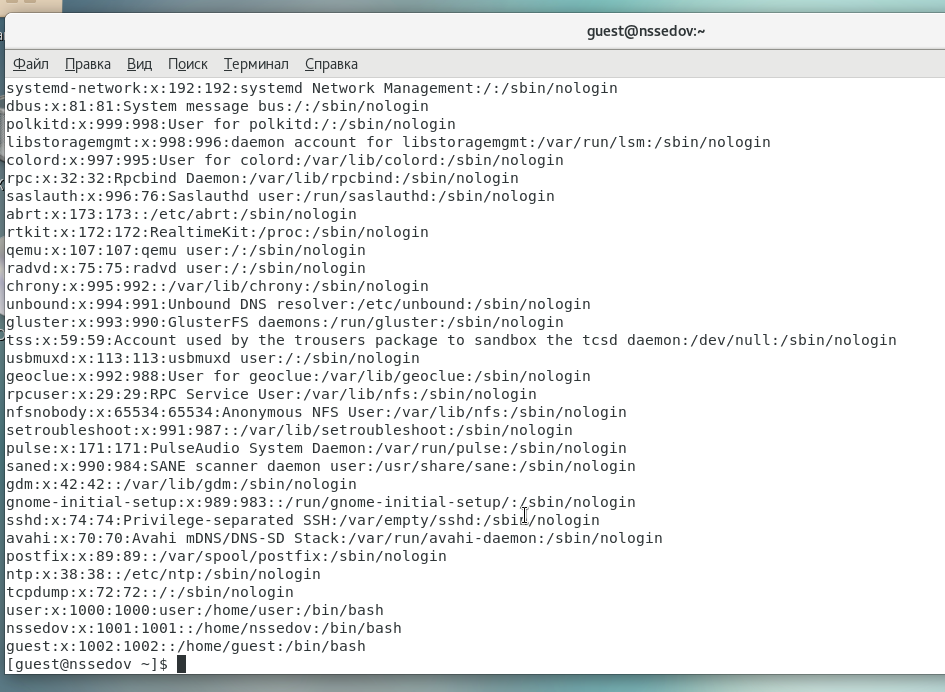 guest@nssedov:~
Файл Правка Вид Поиск Терминал Справка
systemd-network:x:192:192:systemd Network Management:/:/sbin/nologin
dbus:x:81:81:System message bus:/:/sbin/nologin
polkitd:x:999:998:User for polkitd:/:/sbin/nologin
libstoragemgmt:x:998:996:daemon account for libstoragemgmt:/var/run/lsm:/sbin/nologin
colord:x:997:995:User for colord:/var/lib/colord:/sbin/nologin
rpc:x:32:32:Rpcbind Daemon:/var/lib/rpcbind:/sbin/nologin
saslauth:x:996:76:Saslauthd user:/run/saslauthd:/sbin/nologin
abrt:x:173:173::/etc/abrt:/sbin/nologin
rtkit:x:172:172:RealtimeKit:/proc:/sbin/nologin
qemu:x:107:107:qemu user:/:/sbin/nologin
radvd:x:75:75:radvd user:/:/sbin/nologin
chrony:x:995:992::/var/lib/chrony:/sbin/nologin
unbound:x:994:991:Unbound DNS resolver:/etc/unbound:/sbin/nologin
gluster:x:993:990:GlusterFS daemons:/run/gluster:/sbin/nologin
tss:x:59:59:Account used by the trousers package to sandbox the tcsd daemon:/dev/null:/sbin/nologin
usbmuxd:x:113:113:usbmuxd user:/:/sbin/nologin
geoclue:x:992:988:User for geoclue:/var/lib/geoclue:/sbin/nologin
rpcuser:x:29:29:RPC Service User:/var/lib/nfs:/sbin/nologin
nfsnobody:x:65534:65534:Anonymous NFS User:/var/lib/nfs:/sbin/nologin
setroubleshoot:x:991:987::/var/lib/setroubleshoot:/sbin/nologin
pulse:x:171:171:PulseAudio System Daemon:/var/run/pulse:/sbin/nologin
saned:x:990:984:SANE scanner daemon user:/usr/share/sane:/sbin/nologin
gdm:x:42:42::/var/lib/gdm:/sbin/nologin
gnome-initial-setup:x:989:983::/run/gnome-initial-setup/:/sbin/nologin
sshd:x:74:74:Privilege-separated SSH:/var/empty/sshd:/sbin/nologin
avahi:x:70:70:Avahi mDNS/DNS-SD Stack:/var/run/avahi-daemon:/sbin/nologin
postfix:x:89:89::/var/spool/postfix:/sbin/nologin
ntp:x:38:38::/etc/ntp:/sbin/nologin
tcpdump:x:72:72::/:/sbin/nologin
user:x:1000:1000:user:/home/user:/bin/bash
nssedov:x:1001:1001::/home/nssedov:/bin/bash
guest:x:1002:1002::/home/guest:/bin/bash
[guest@nssedov ~]$